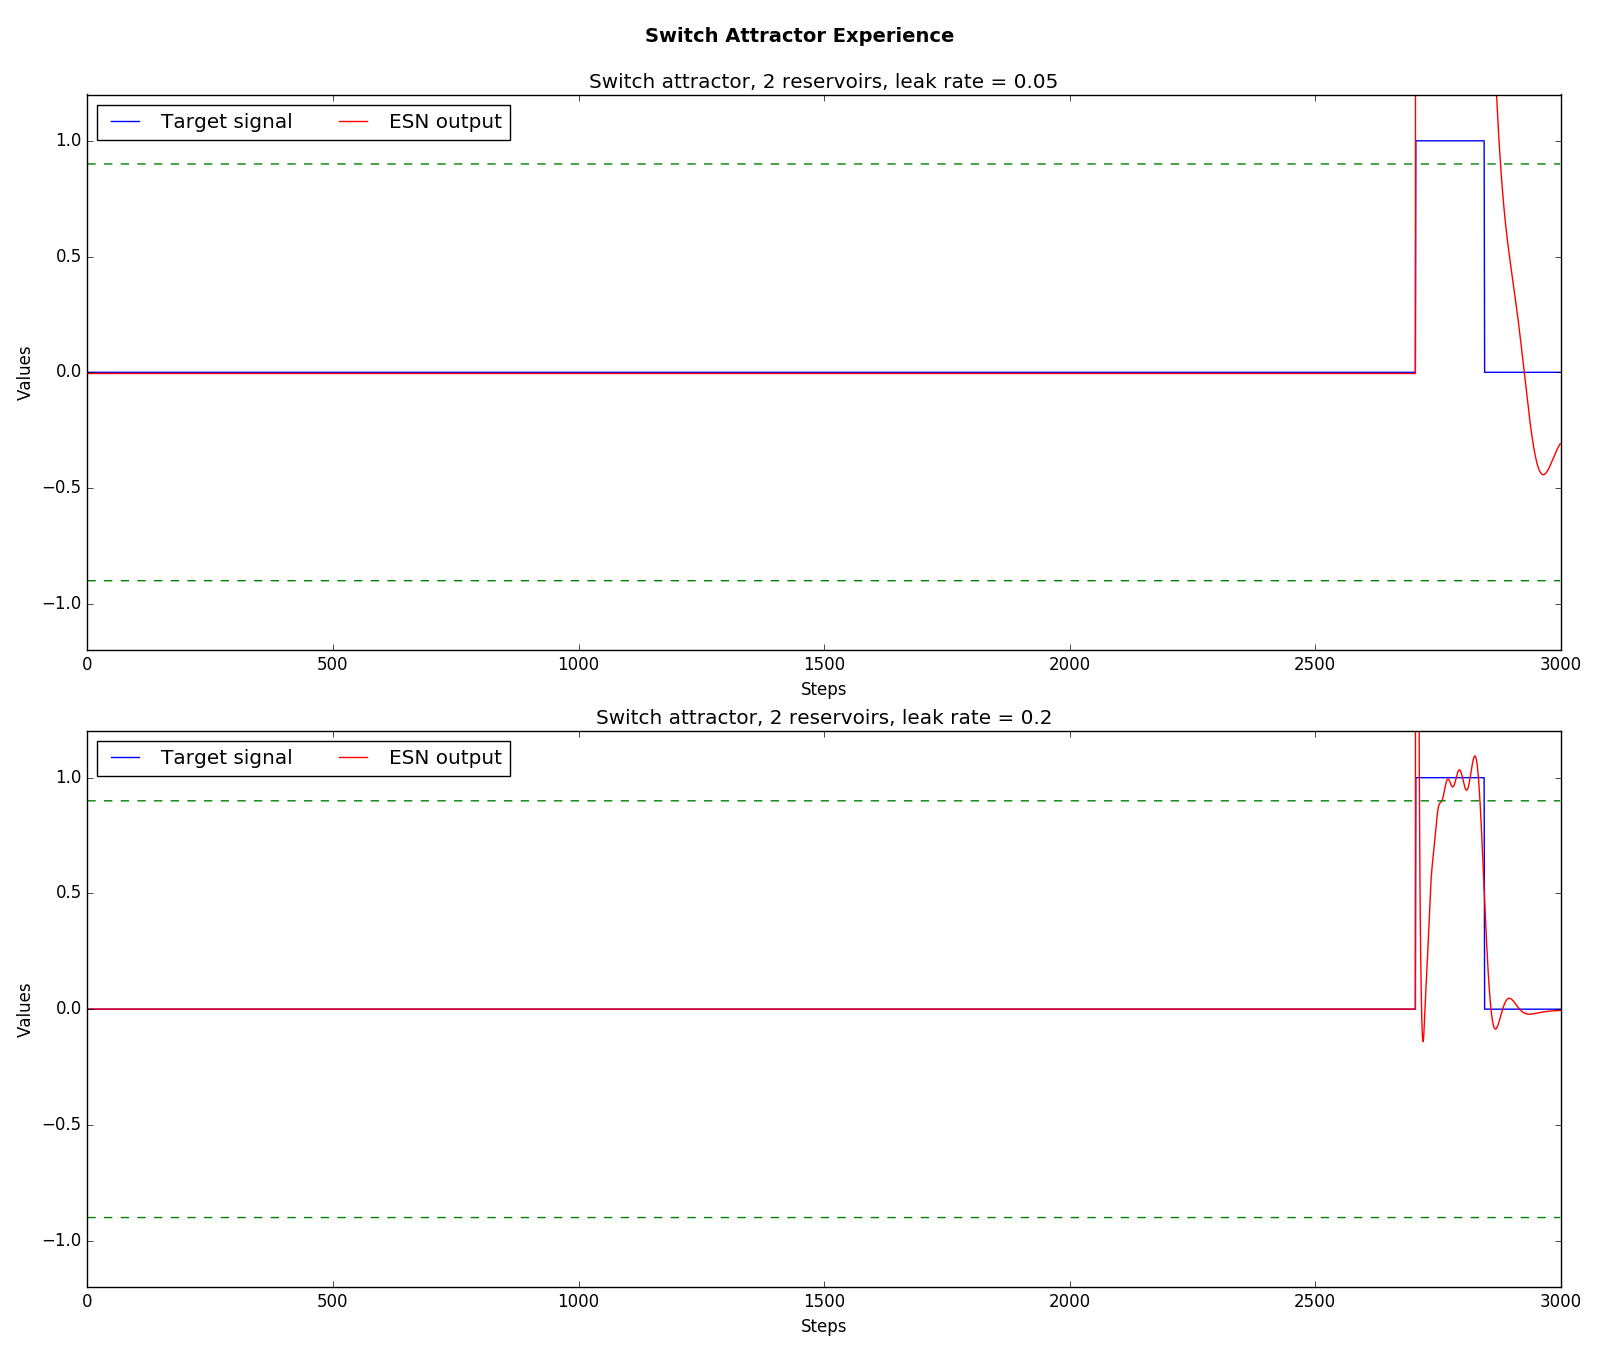 Switch Attractor Experience
Switch attractor, 2 reservoirs, leak rate = 0.05
Target signal ESN output
1.0
0.5
0.0
−0.5
−1.0
Values
0 500 1000 1500 2000 2500 3000
Steps
Switch attractor, 2 reservoirs, leak rate = 0.2
Target signal ESN output
1.0
0.5
0.0
−0.5
−1.0
Values
0 500 1000 1500 2000 2500 3000
Steps